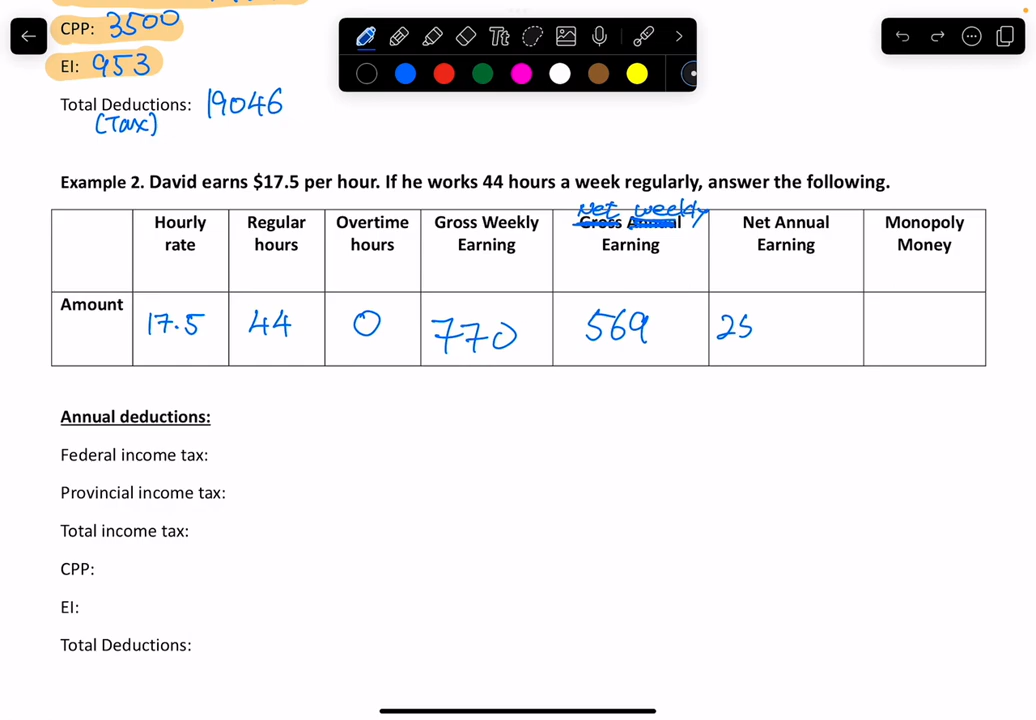 CPP: 3500
EI: 953
Total Deductions: 19046
(Tax)
Example 2. David earns $17.5 per hour. If he works 44 hours a week regularly, answer the following.
Net weekly
Hourly rate Regular hours Overtime hours Gross Weekly Earning Gross Annual Earning Net Annual Earning Monopoly Money
Amount 17.5 44 0 770 569 25
Annual deductions:
Federal income tax:
Provincial income tax:
Total income tax:
CPP:
EI:
Total Deductions: